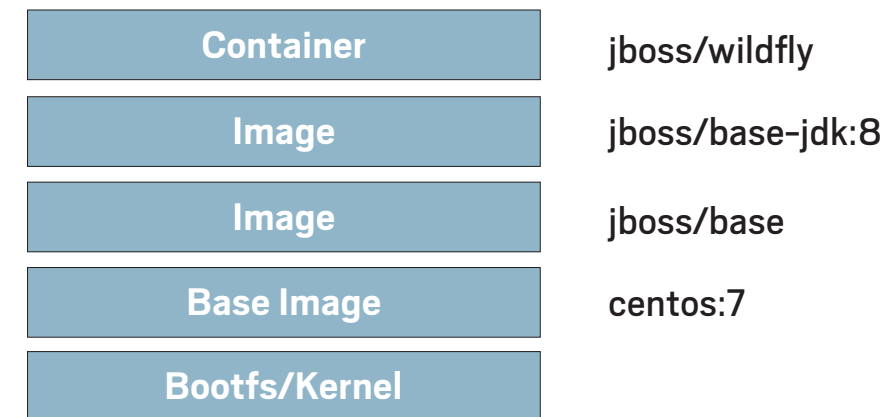 Container jboss/wildfly
Image jboss/base-jdk:8
Image jboss/base
Base Image centos:7
Bootfs/Kernel